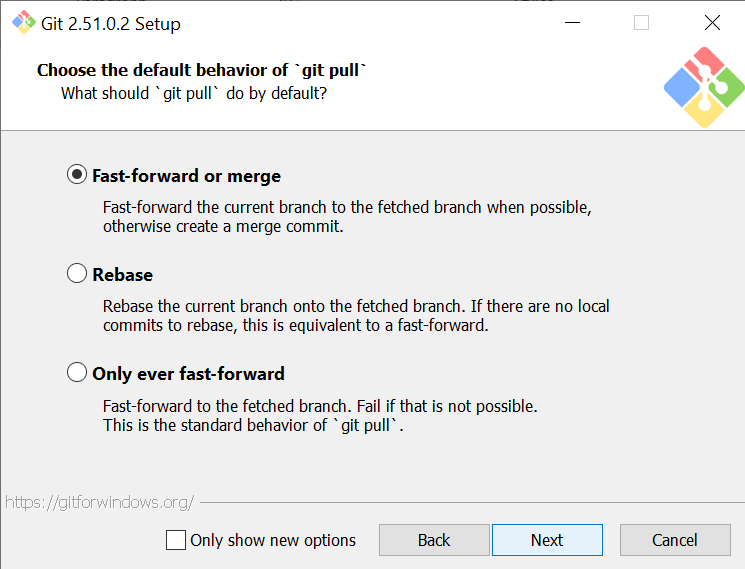 Git 2.51.0.2 Setup
Choose the default behavior of `git pull`
What should `git pull` do by default?
Fast-forward or merge
Fast-forward the current branch to the fetched branch when possible,
otherwise create a merge commit.
Rebase
Rebase the current branch onto the fetched branch. If there are no local
commits to rebase, this is equivalent to a fast-forward.
Only ever fast-forward
Fast-forward to the fetched branch. Fail if that is not possible.
This is the standard behavior of `git pull`.
https://gitforwindows.org/
Only show new options
Back
Next
Cancel